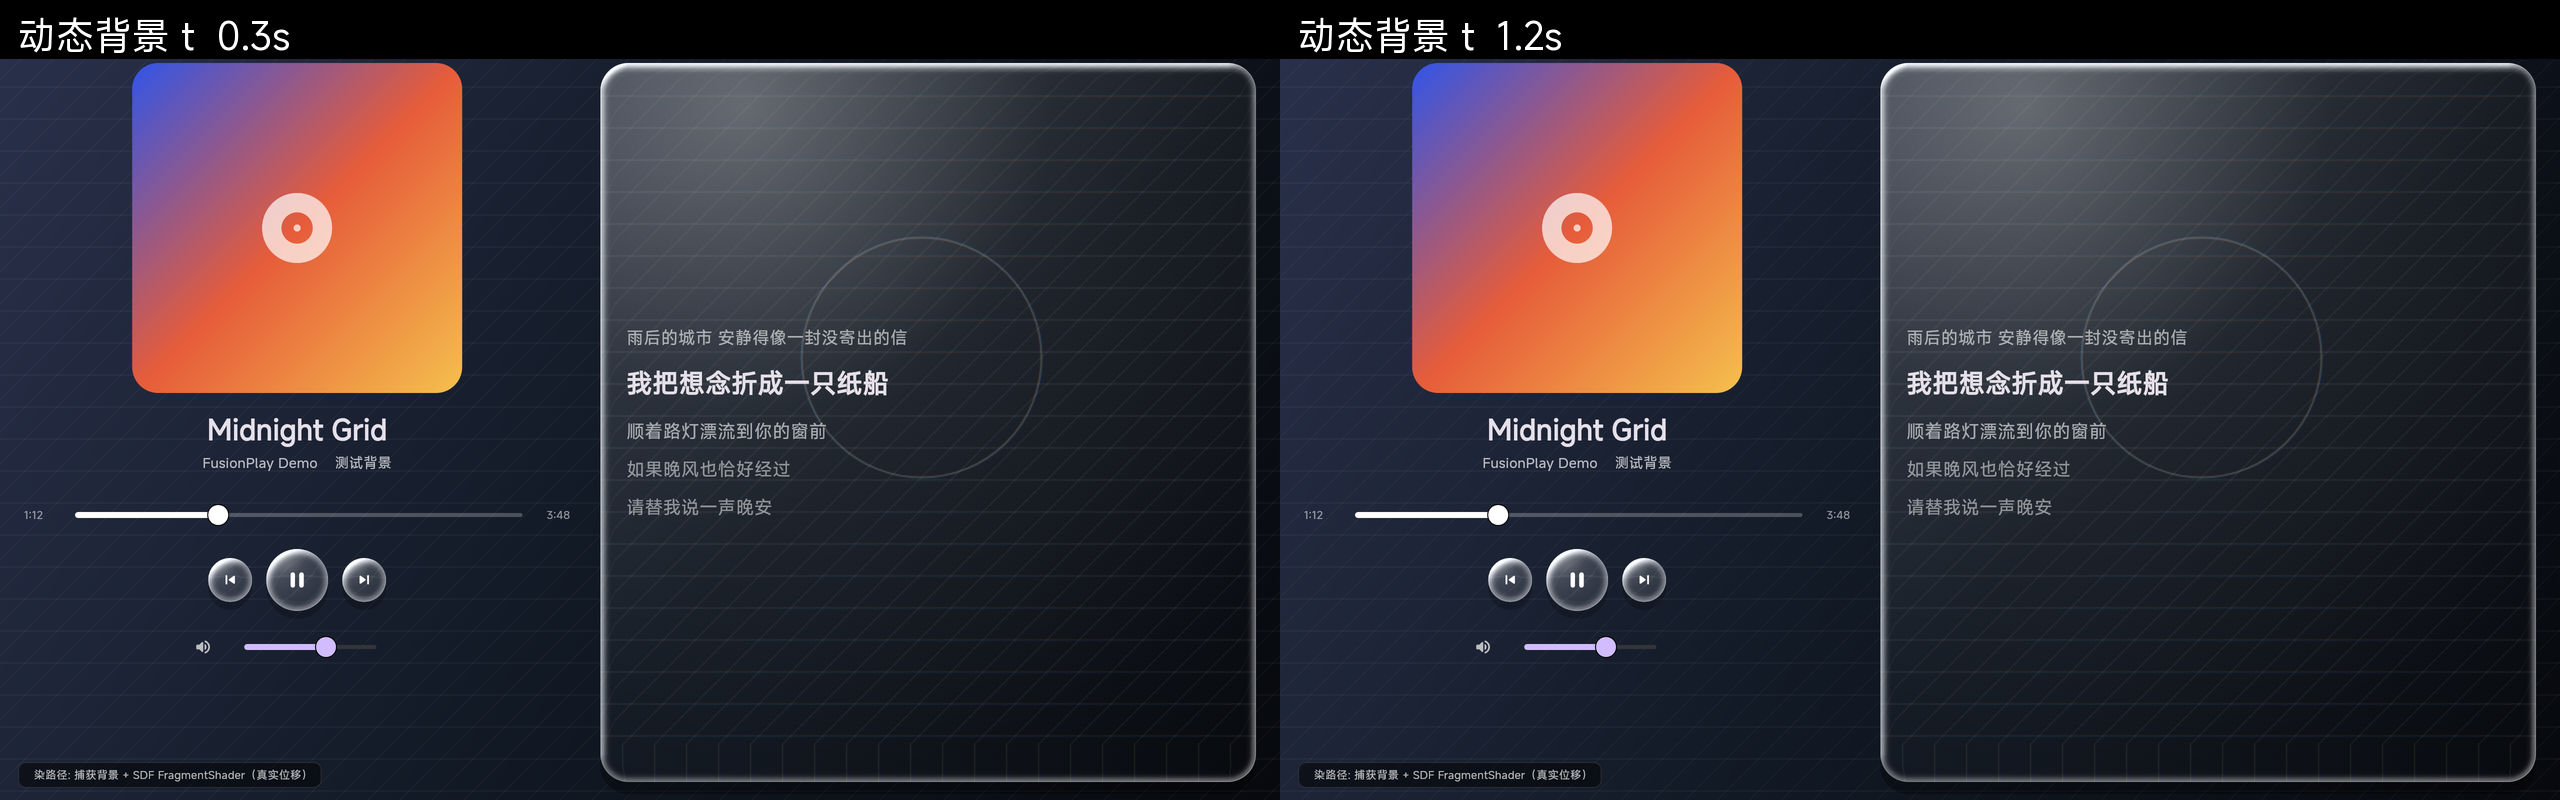 动态背景 t 0.3s
Midnight Grid
FusionPlay Demo 测试背景
1:12
3:48
染路径: 捕获背景 + SDF FragmentShader（真实位移）
雨后的城市 安静得像一封没寄出的信
我把想念折成一只纸船
顺着路灯漂流到你的窗前
如果晚风也恰好经过
请替我说一声晚安
动态背景 t 1.2s
Midnight Grid
FusionPlay Demo 测试背景
1:12
3:48
染路径: 捕获背景 + SDF FragmentShader（真实位移）
雨后的城市 安静得像一封没寄出的信
我把想念折成一只纸船
顺着路灯漂流到你的窗前
如果晚风也恰好经过
请替我说一声晚安